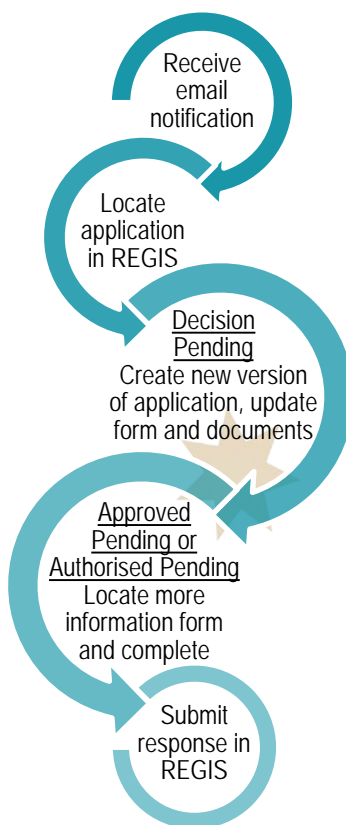 Receive
email
notification
Locate
application
in REGIS
Decision
Pending
Create new version
of application, update
form and documents
Approved
Pending or
Authorised Pending
Locate more
information form
and complete
Submit
response in
REGIS